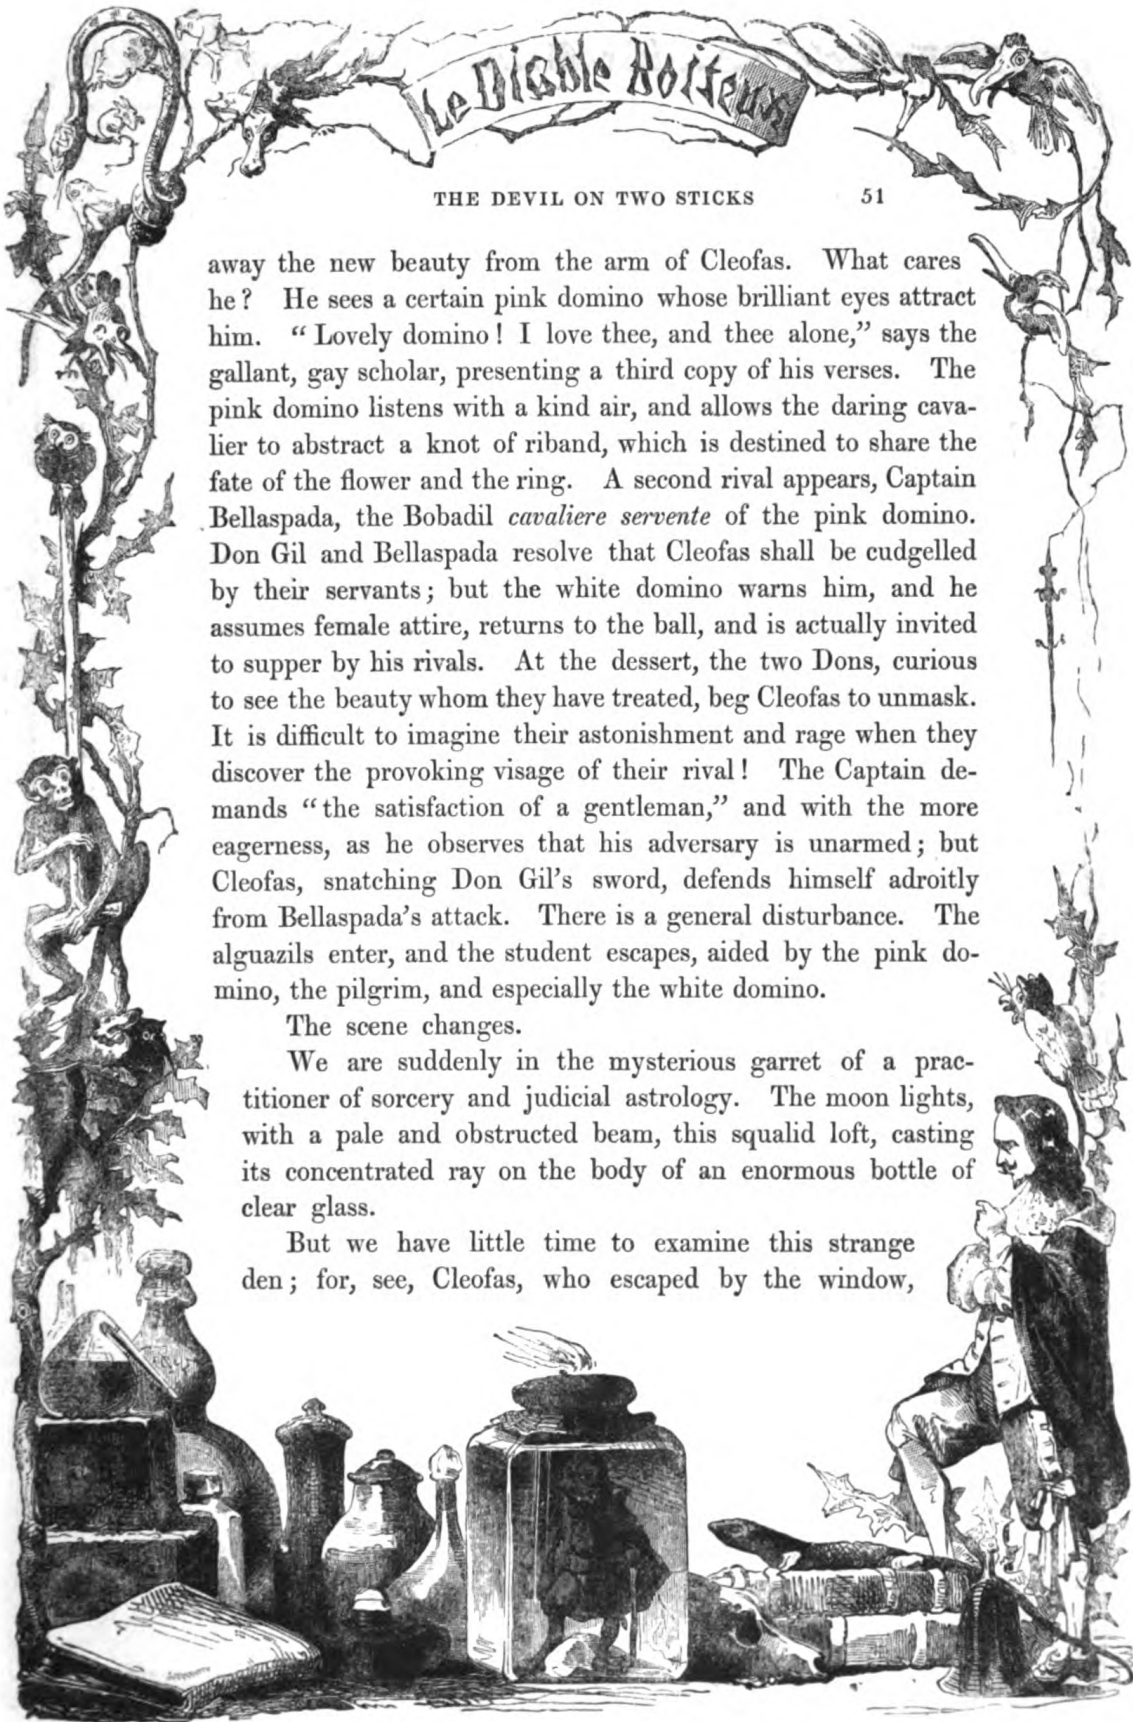 Le Diable Boiteux
THE DEVIL ON TWO STICKS 51
away the new beauty from the arm of Cleofas. What cares
he? He sees a certain pink domino whose brilliant eyes attract
him. “Lovely domino! I love thee, and thee alone,” says the
gallant, gay scholar, presenting a third copy of his verses. The
pink domino listens with a kind air, and allows the daring cava-
lier to abstract a knot of riband, which is destined to share the
fate of the flower and the ring. A second rival appears, Captain
Bellaspada, the Bobadil cavaliere servente of the pink domino.
Don Gil and Bellaspada resolve that Cleofas shall be cudgelled
by their servants; but the white domino warns him, and he
assumes female attire, returns to the ball, and is actually invited
to supper by his rivals. At the dessert, the two Dons, curious
to see the beauty whom they have treated, beg Cleofas to unmask.
It is difficult to imagine their astonishment and rage when they
discover the provoking visage of their rival! The Captain de-
mands “the satisfaction of a gentleman,” and with the more
eagerness, as he observes that his adversary is unarmed; but
Cleofas, snatching Don Gil’s sword, defends himself adroitly
from Bellaspada’s attack. There is a general disturbance. The
alguazils enter, and the student escapes, aided by the pink do-
mino, the pilgrim, and especially the white domino.
The scene changes.
We are suddenly in the mysterious garret of a prac-
titioner of sorcery and judicial astrology. The moon lights,
with a pale and obstructed beam, this squalid loft, casting
its concentrated ray on the body of an enormous bottle of
clear glass.
But we have little time to examine this strange
den; for, see, Cleofas, who escaped by the window,